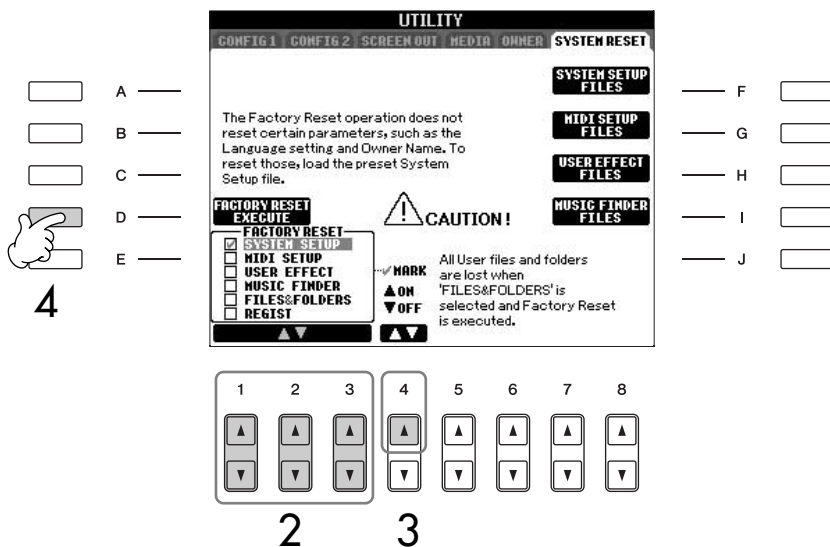 UTILITY
CONFIG 1 CONFIG 2 SCREEN OUT MEDIA OWNER SYSTEM RESET
SYSTEM SETUP
FILES
A
F
The Factory Reset operation does not
reset certain parameters, such as the
Language setting and Owner Name. To
reset those, load the preset System
Setup file.
MIDI SETUP
FILES
B
G
USER EFFECT
FILES
C
H
FACTORY RESET
EXECUTE
CAUTION!
MUSIC FINDER
FILES
D
I
FACTORY RESET
SYSTEM SETUP
MIDI SETUP
USER EFFECT
MUSIC FINDER
FILES&FOLDERS
REGIST
MARK
▲ON
▼OFF
All User files and folders
are lost when
'FILES&FOLDERS' is
selected and Factory Reset
is executed.
E
J
4
▲▼
▲▼
1 2 3 4 5 6 7 8
2 3